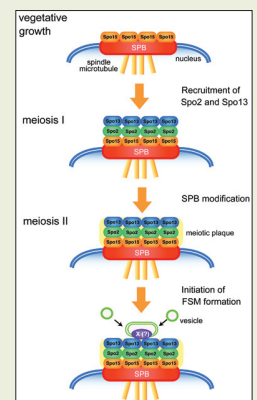 vegetative
growth
Spo15 Spo15 Spo15 Spo15
SPB
spindle
microtubule
nucleus
Recruitment of
Spo2 and Spo13
meiosis I
Spo13 Spo13 Spo13 Spo13
Spo2 Spo2 Spo2 Spo2
Spo15 Spo15 Spo15 Spo15
SPB
SPB modification
meiosis II
Spo13 Spo13 Spo13 Spo13
Spo2 Spo2 Spo2 Spo2
meiotic plaque
Spo15 Spo15 Spo15 Spo15
SPB
Initiation of
FSM formation
vesicle
X(?)
Spo13 Spo13 Spo13 Spo13
Spo2 Spo2 Spo2 Spo2
Spo15 Spo15 Spo15 Spo15
SPB